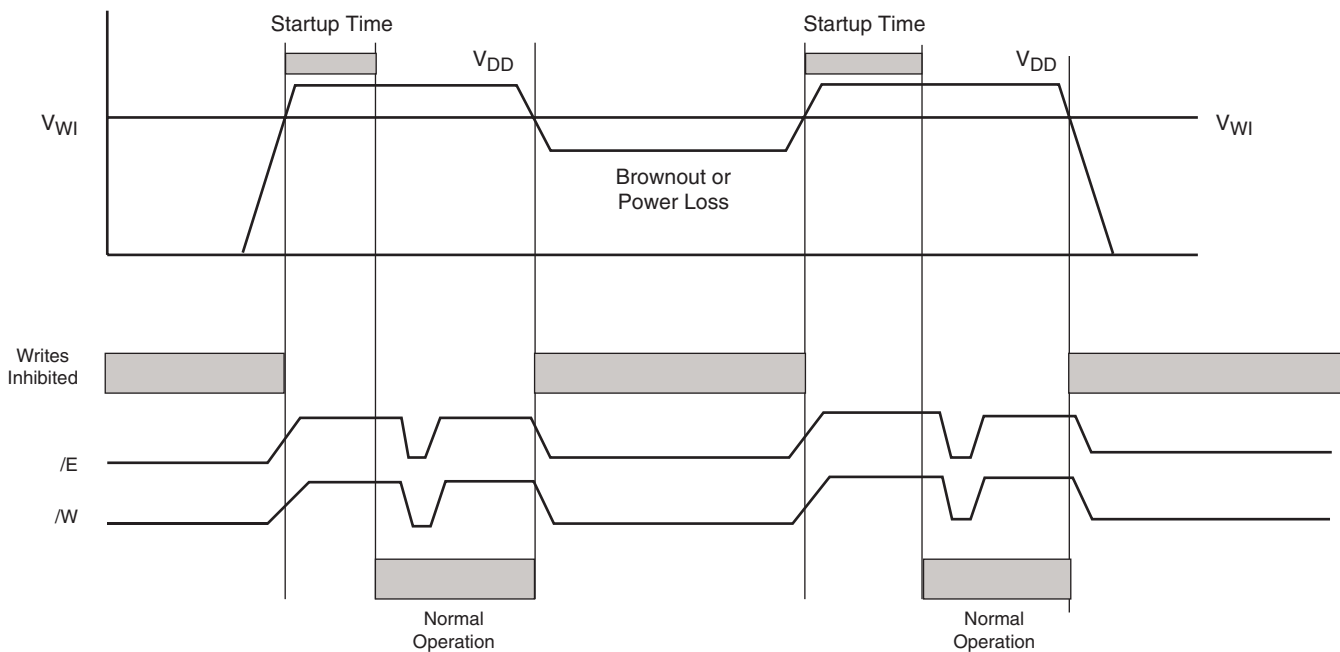 Startup Time
Startup Time
VDD
VDD
VWI
VWI
Brownout or
Power Loss
Writes
Inhibited
/E
/W
Normal
Operation
Normal
Operation